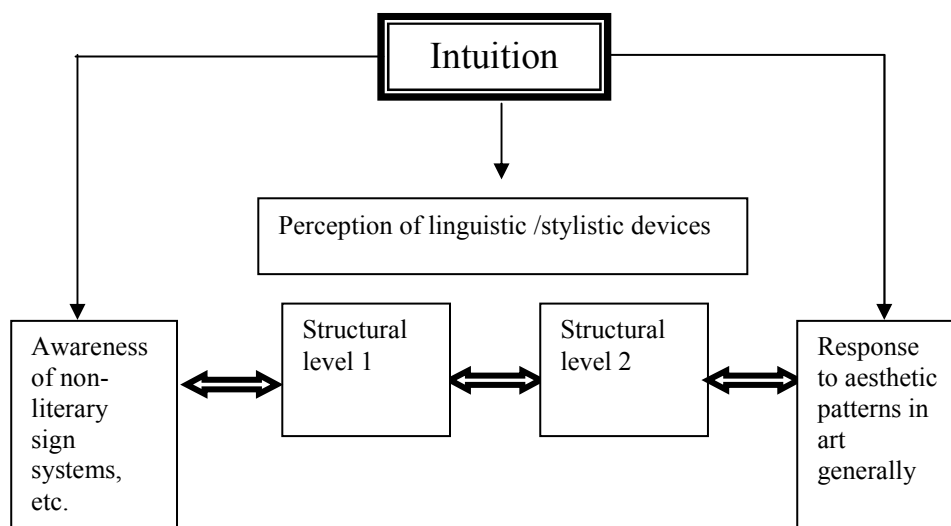 Intuition
Perception of linguistic /stylistic devices
Awareness
of non-
literary
sign
systems,
etc.
Structural
level 1
Structural
level 2
Response
to aesthetic
patterns in
art
generally